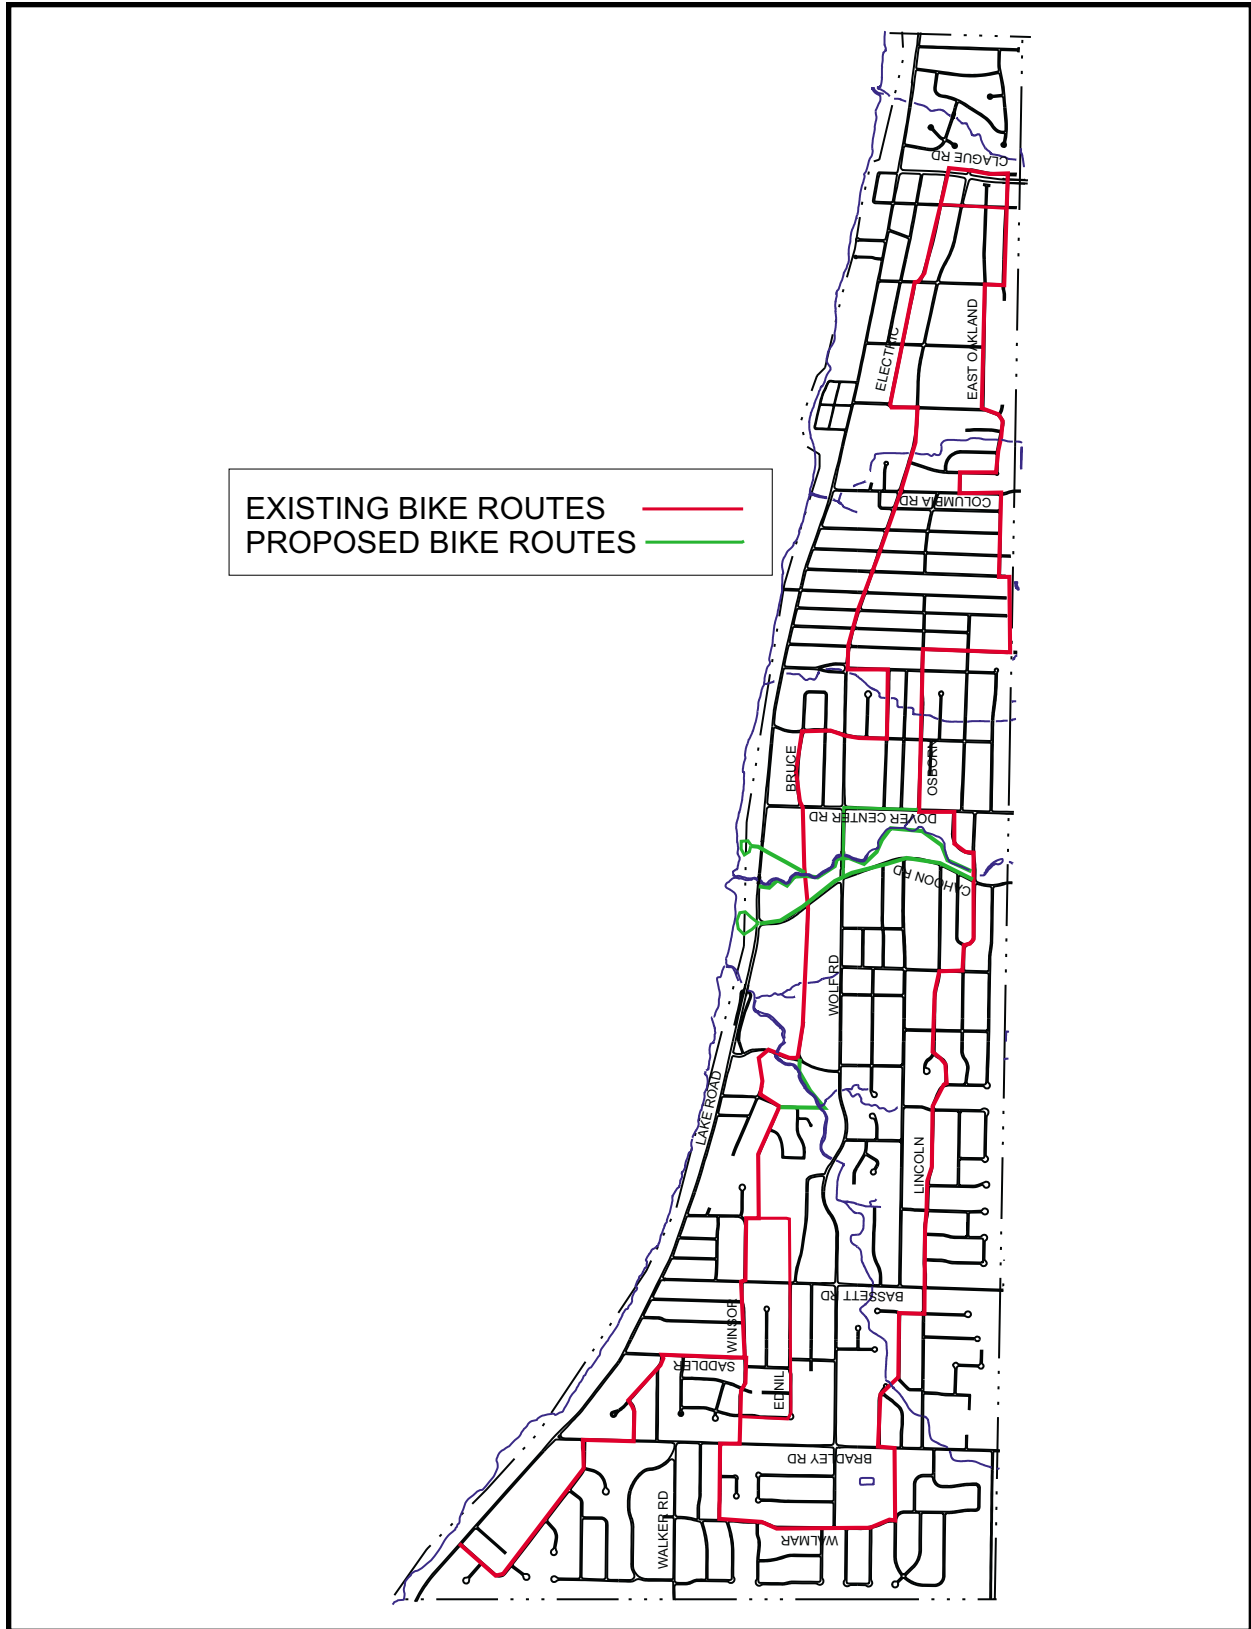 CLAGUE RD
ELECTRIC
EAST OAKLAND
EXISTING BIKE ROUTES
PROPOSED BIKE ROUTES
COLUMBIA RD
BRUCE
OSBORN
DOVER CENTER RD
CAHOON RD
WOLF RD
LAKE ROAD
LINCOLN
BASSETT RD
WINSOR
SADDLER
EDNIL
BRADLEY RD
WALKER RD
WALMAR